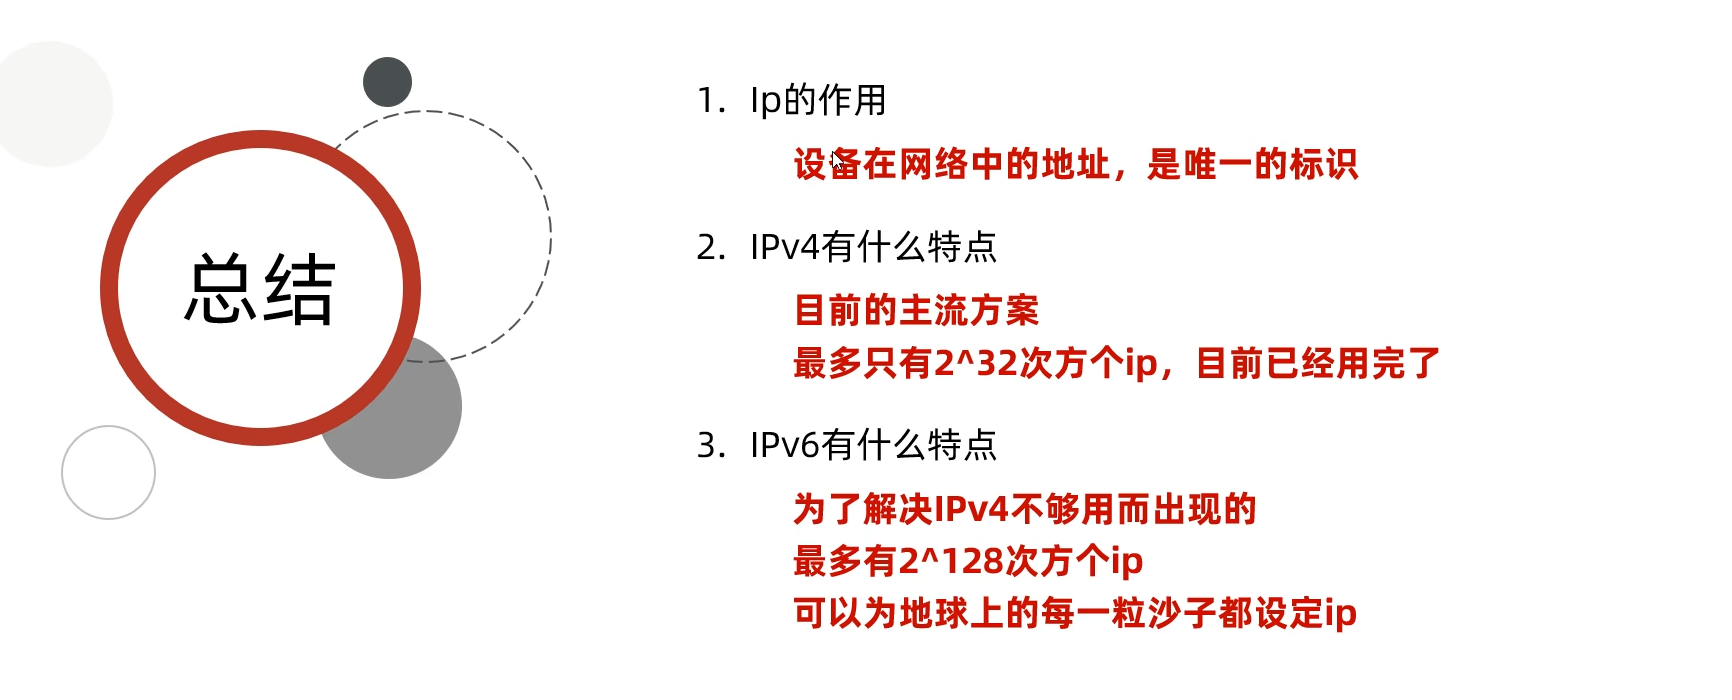 总结
1. Ip的作用
设备在网络中的地址，是唯一的标识
2. IPv4有什么特点
目前的主流方案
最多只有2^32次方个ip，目前已经用完了
3. IPv6有什么特点
为了解决IPv4不够用而出现的
最多有2^128次方个ip
可以为地球上的每一粒沙子都设定ip